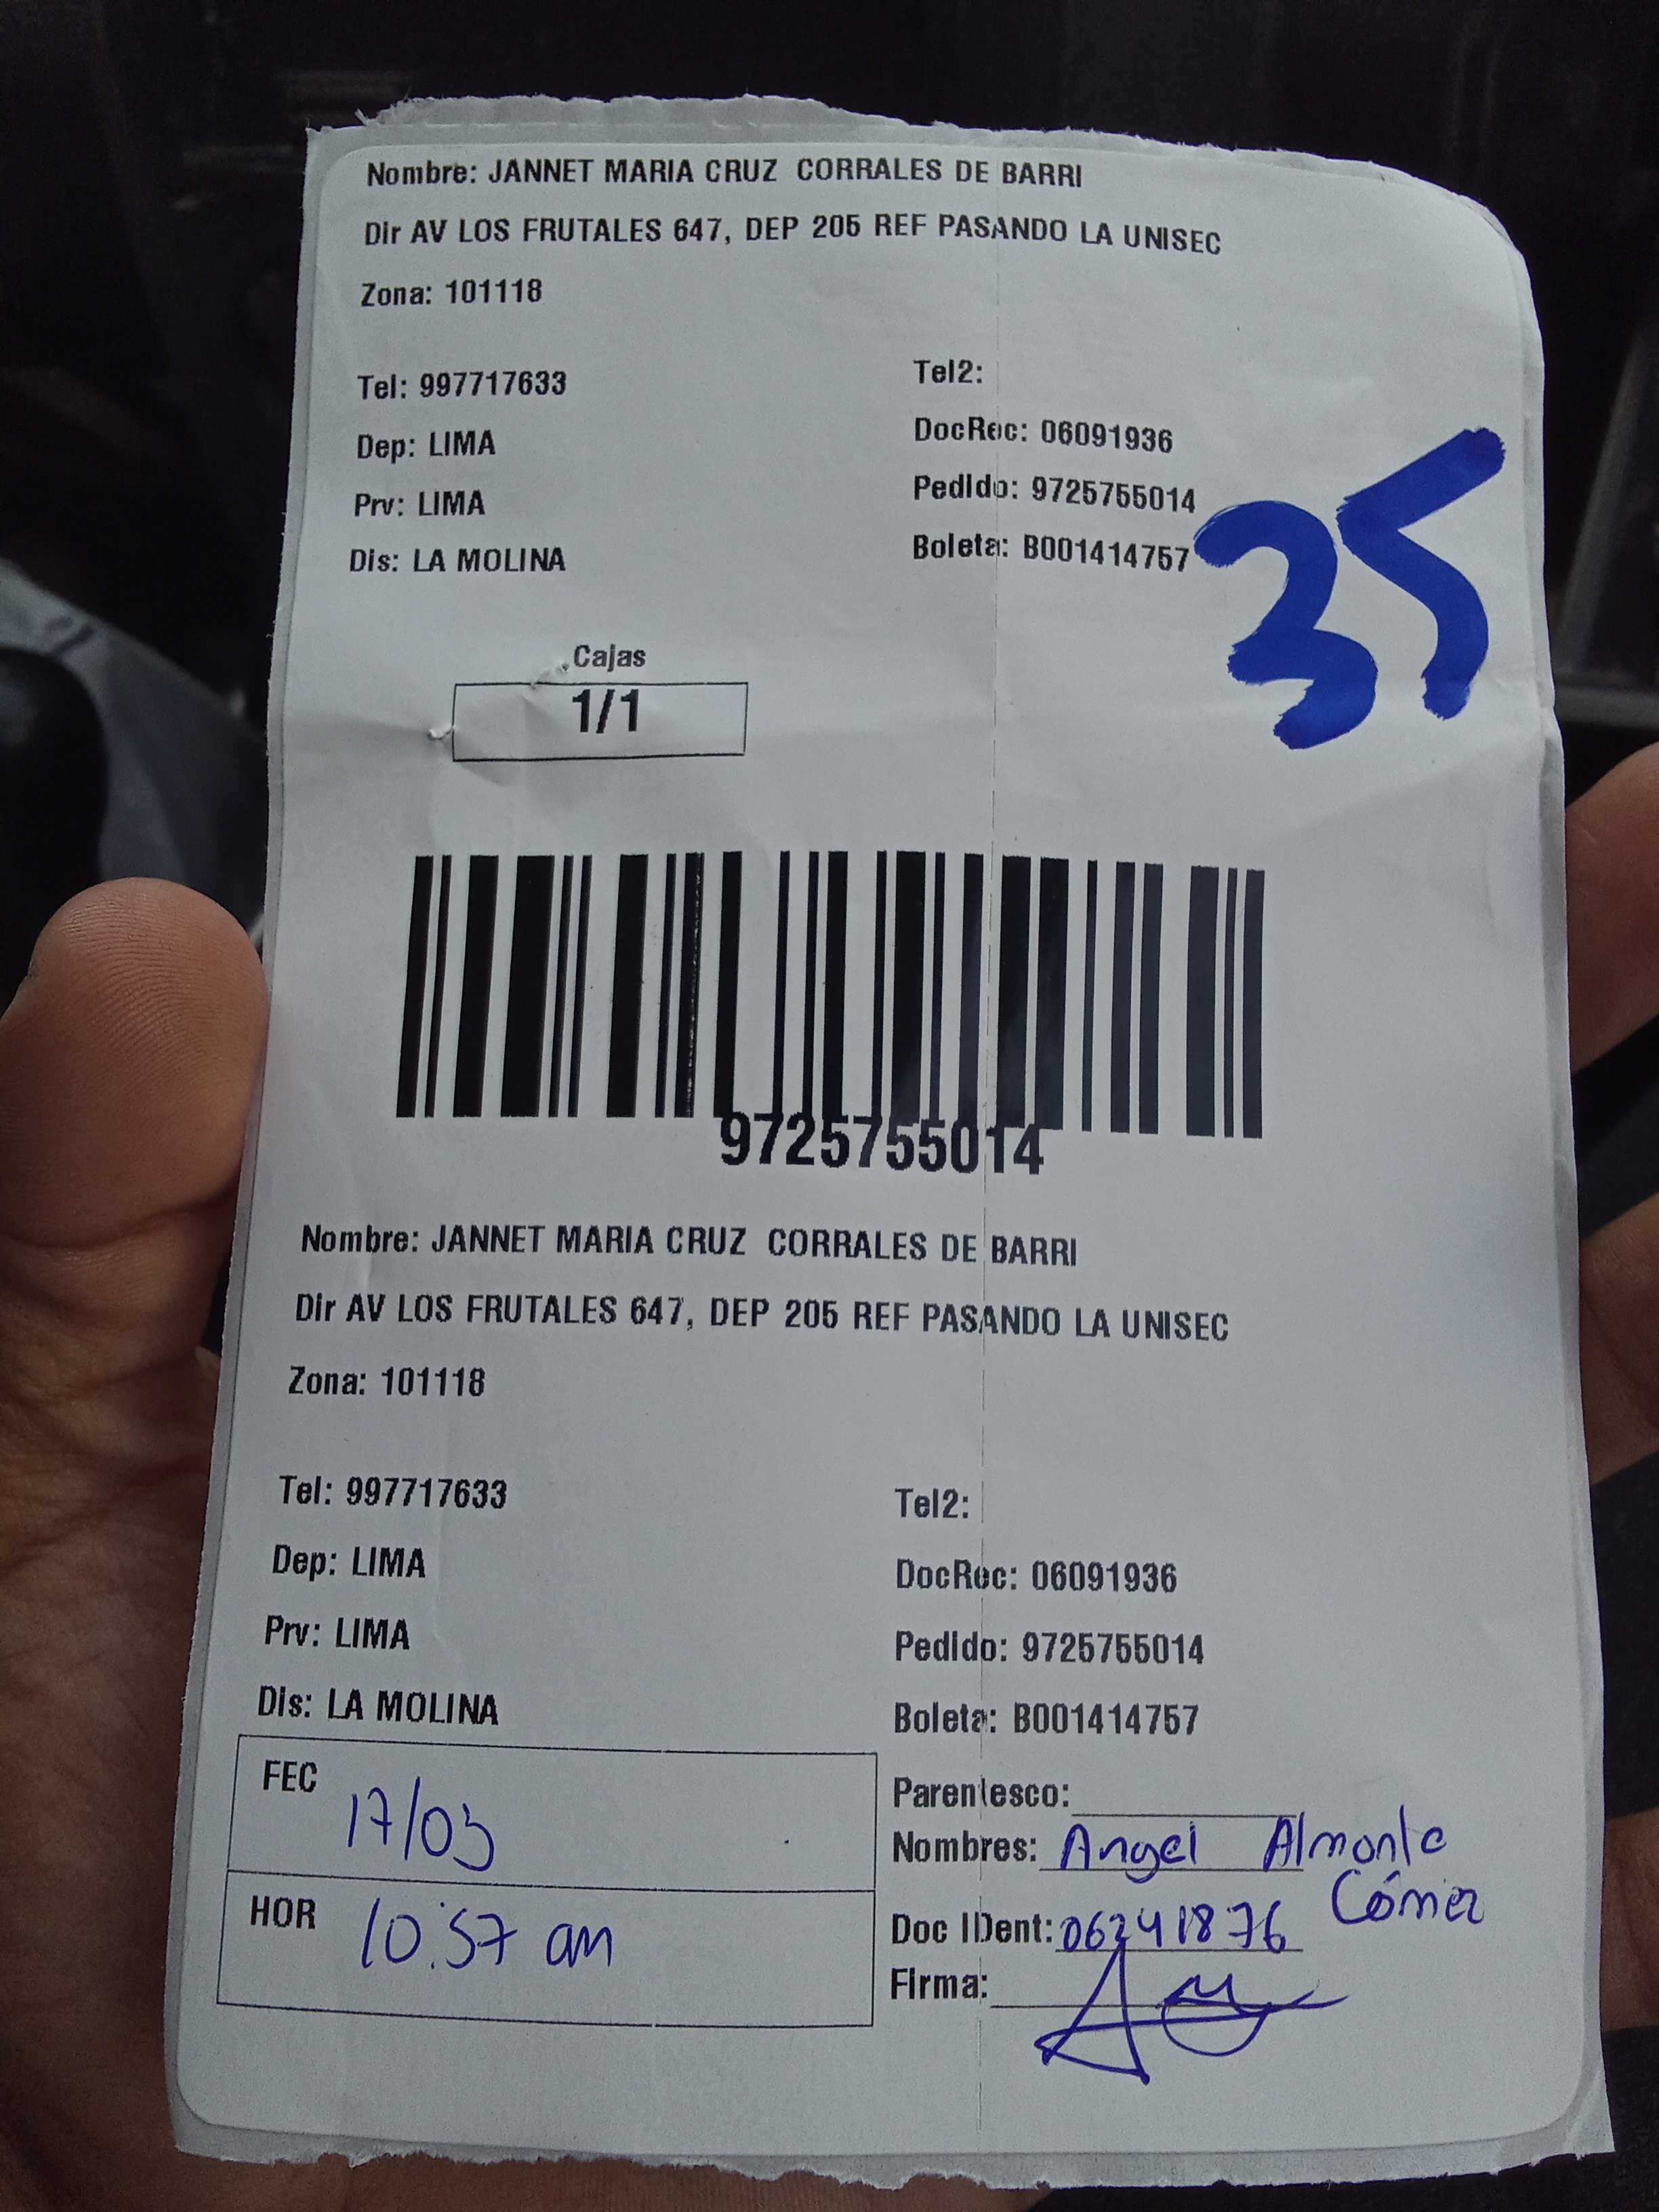 Nombre: JANNET MARIA CRUZ CORRALES DE BARRI
Dir AV LOS FRUTALES 647, DEP 205 REF PASANDO LA UNISEC
Zona: 101118
Tel: 997717633
Tel2:
Dep: LIMA
DocRec: 06091936
Prv: LIMA
Pedido: 9725755014
Dis: LA MOLINA
Boleta: B001414757
35
Cajas
1/1
9725755014
Nombre: JANNET MARIA CRUZ CORRALES DE BARRI
Dir AV LOS FRUTALES 647, DEP 205 REF PASANDO LA UNISEC
Zona: 101118
Tel: 997717633
Tel2:
Dep: LIMA
DocRec: 06091936
Prv: LIMA
Pedido: 9725755014
Dis: LA MOLINA
Boleta: B001414757
FEC 17/03
Parentesco:
Nombres: Angel Almonte
HOR 10:57 am
Doc IDent: 06241876
Firma: